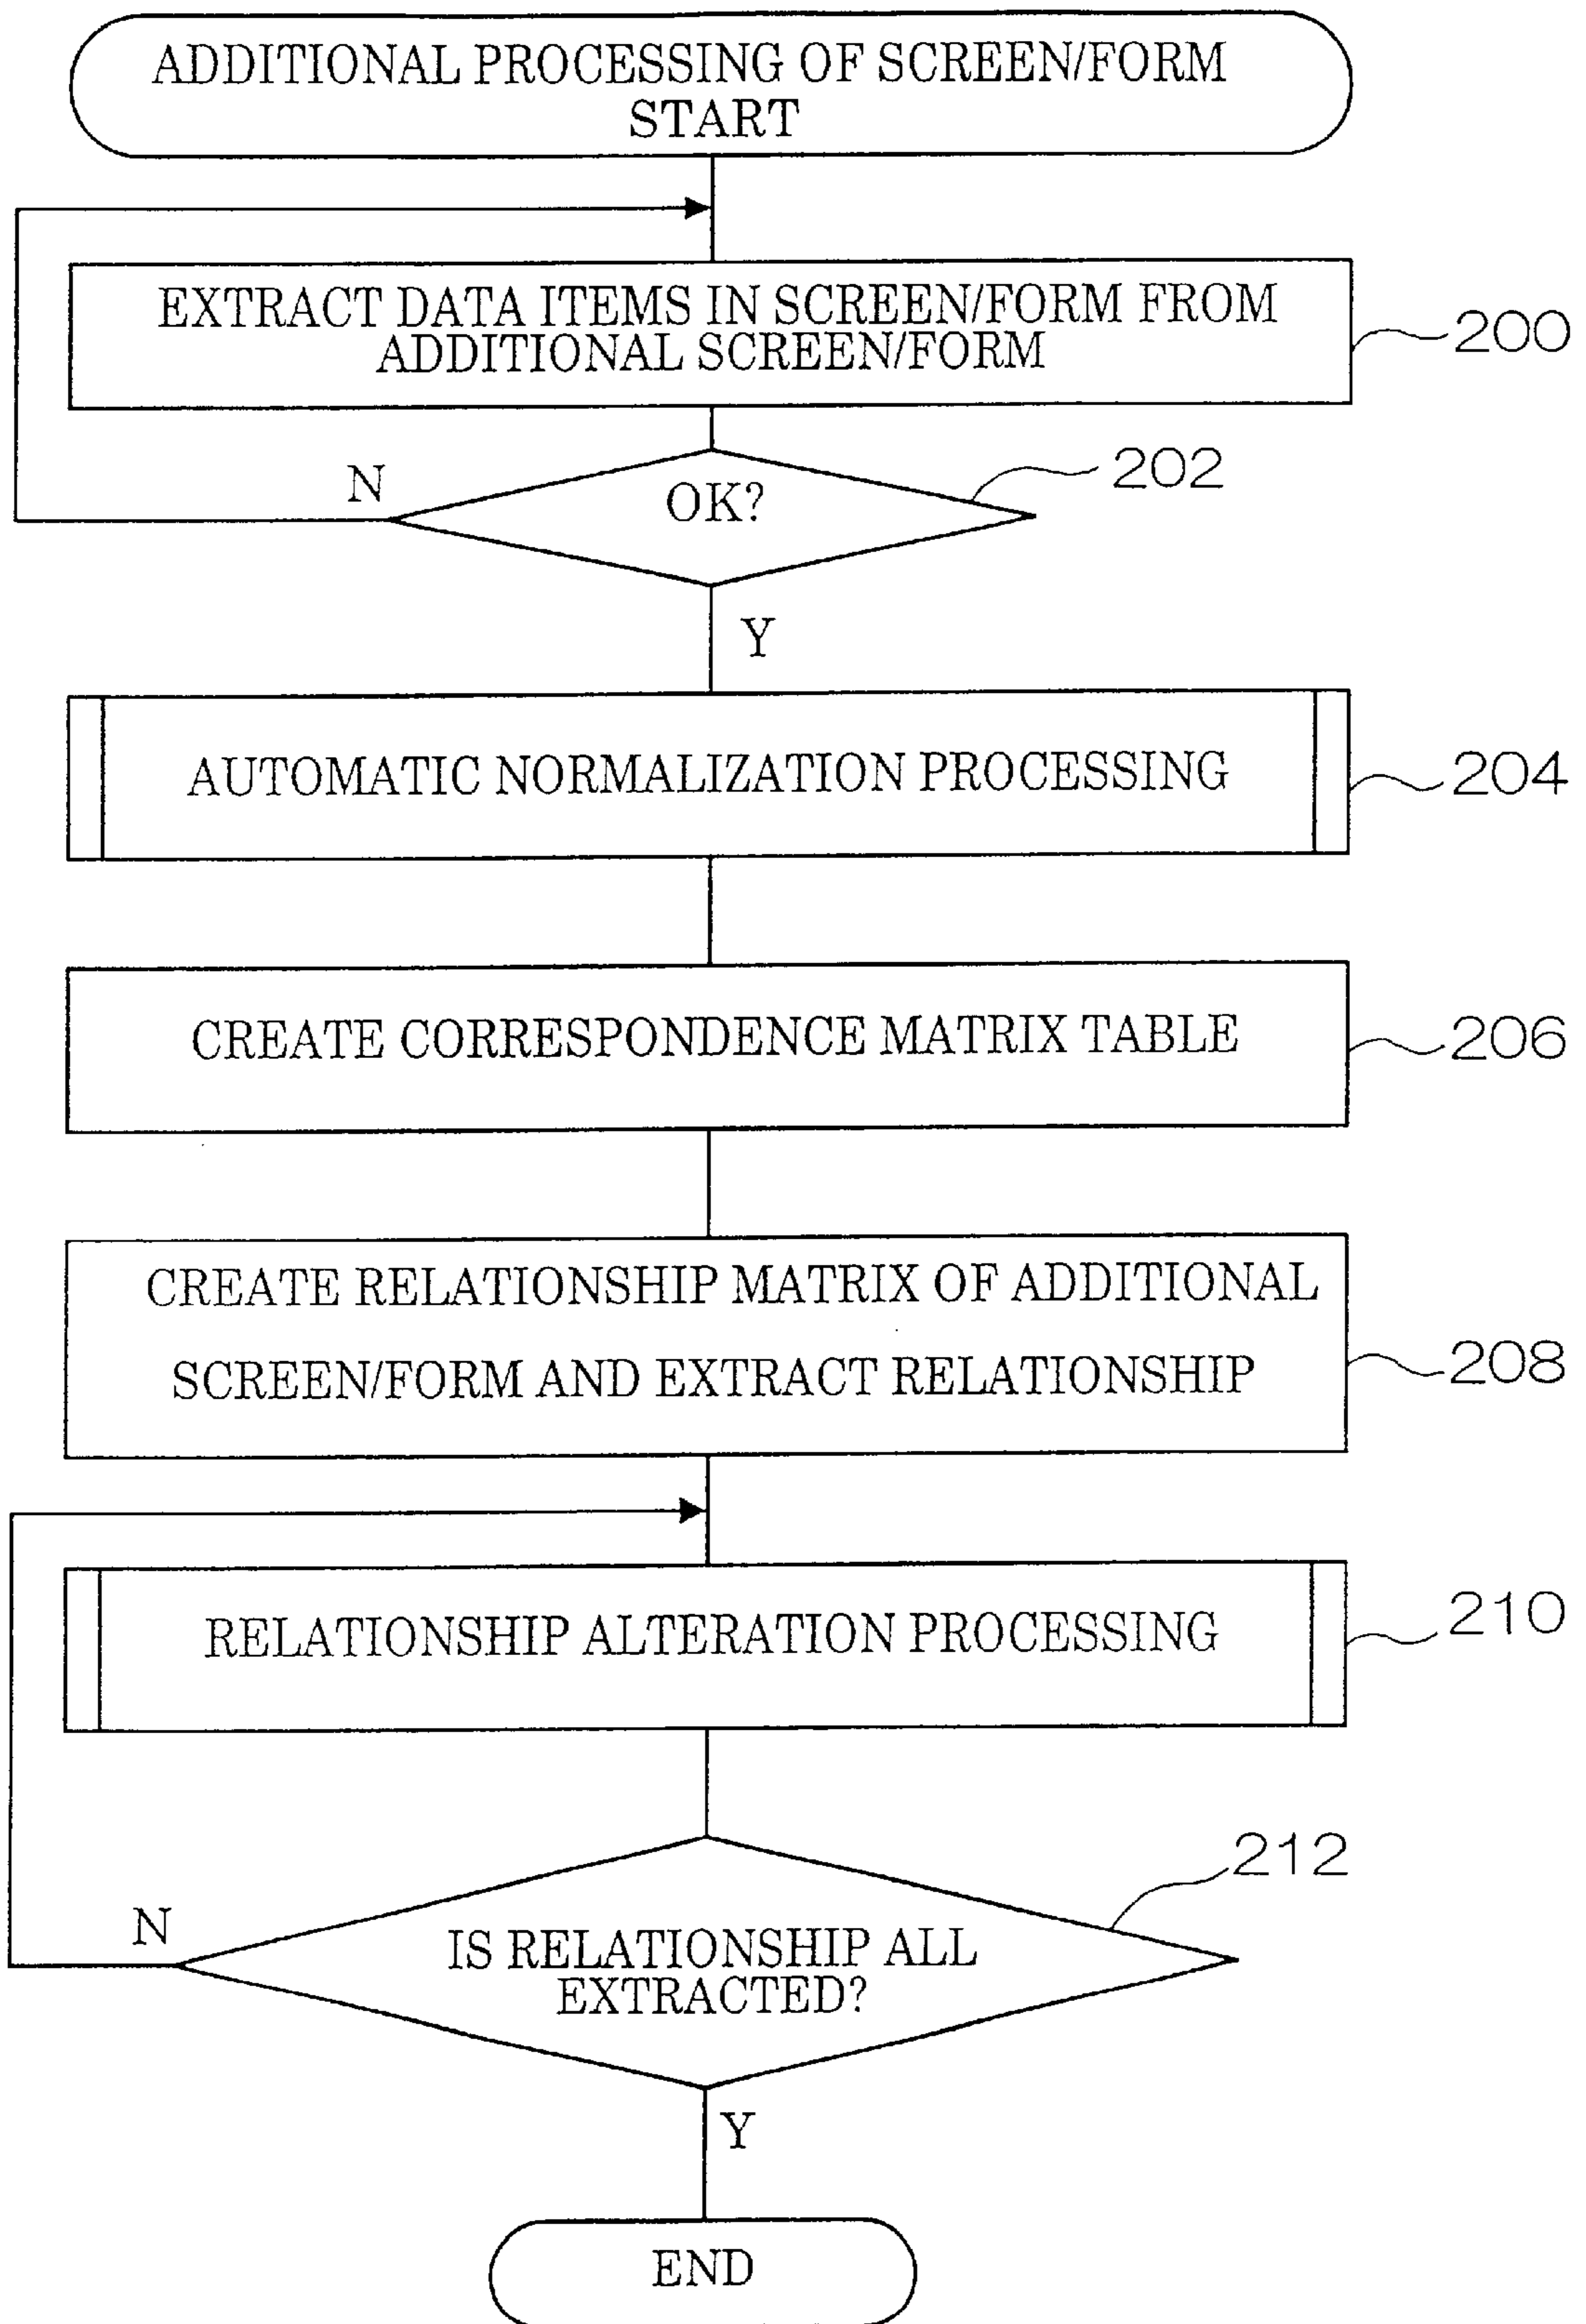 ADDITIONAL PROCESSING OF SCREEN/FORM
START
EXTRACT DATA ITEMS IN SCREEN/FORM FROM
ADDITIONAL SCREEN/FORM
200
N
OK?
202
Y
AUTOMATIC NORMALIZATION PROCESSING
204
CREATE CORRESPONDENCE MATRIX TABLE
206
CREATE RELATIONSHIP MATRIX OF ADDITIONAL
SCREEN/FORM AND EXTRACT RELATIONSHIP
208
RELATIONSHIP ALTERATION PROCESSING
210
212
N
IS RELATIONSHIP ALL
EXTRACTED?
Y
END